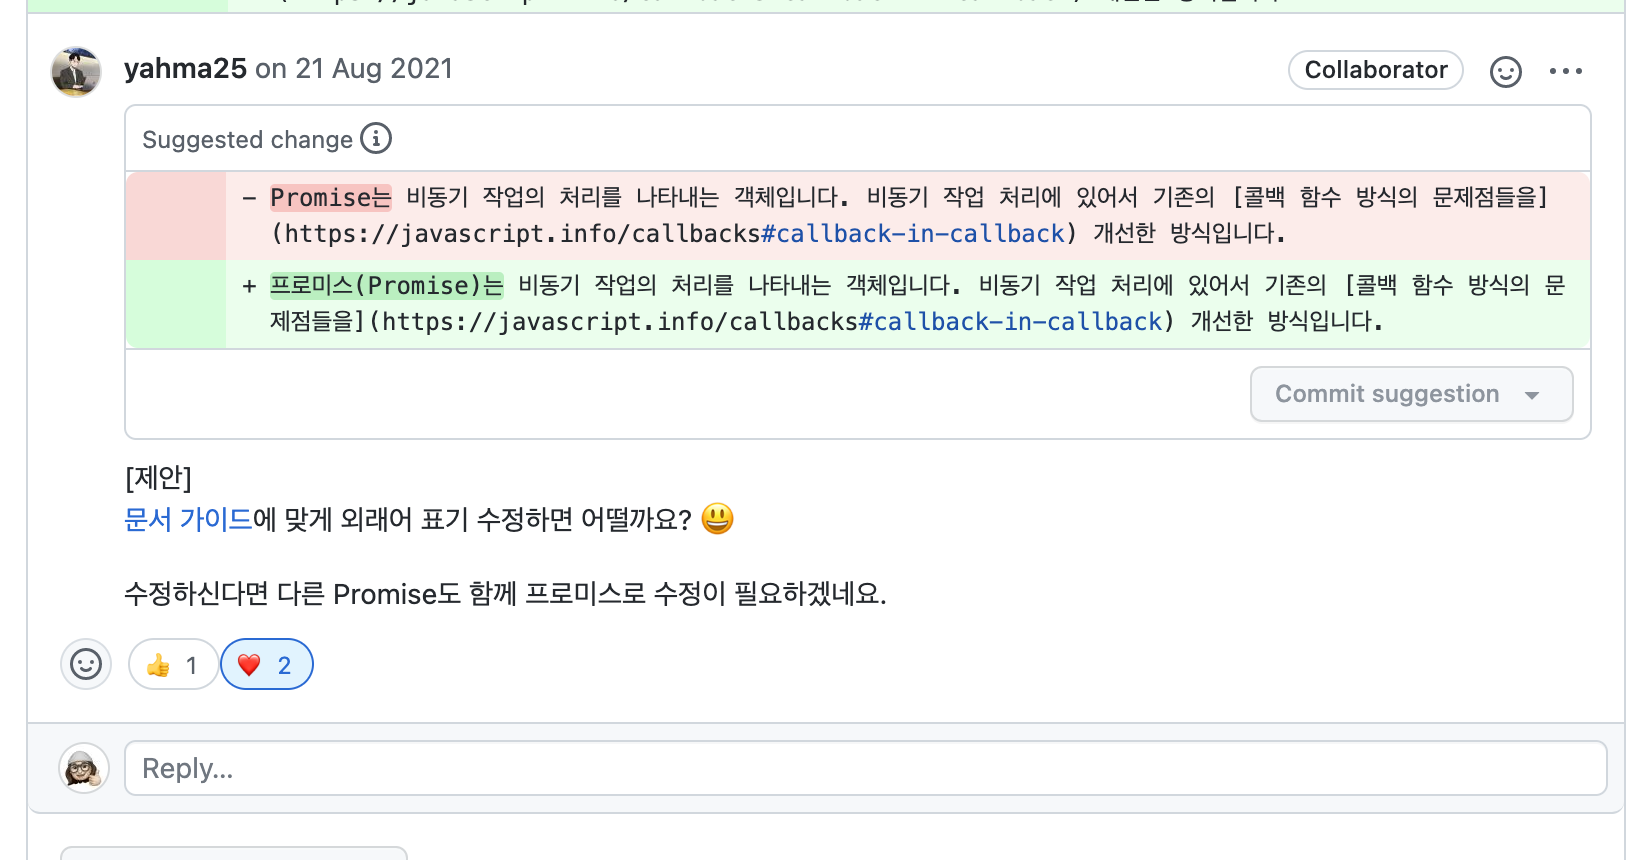 yahma25 on 21 Aug 2021
Collaborator
Suggested change
- Promise는 비동기 작업의 처리를 나타내는 객체입니다. 비동기 작업 처리에 있어서 기존의 [콜백 함수 방식의 문제점들을]
(https://javascript.info/callbacks#callback-in-callback) 개선한 방식입니다.
+ 프로미스(Promise)는 비동기 작업의 처리를 나타내는 객체입니다. 비동기 작업 처리에 있어서 기존의 [콜백 함수 방식의 문
제점들을](https://javascript.info/callbacks#callback-in-callback) 개선한 방식입니다.
Commit suggestion
[제안]
문서 가이드에 맞게 외래어 표기 수정하면 어떨까요? 😃
수정하신다면 다른 Promise도 함께 프로미스로 수정이 필요하겠네요.
👍 1 ❤️ 2
Reply...